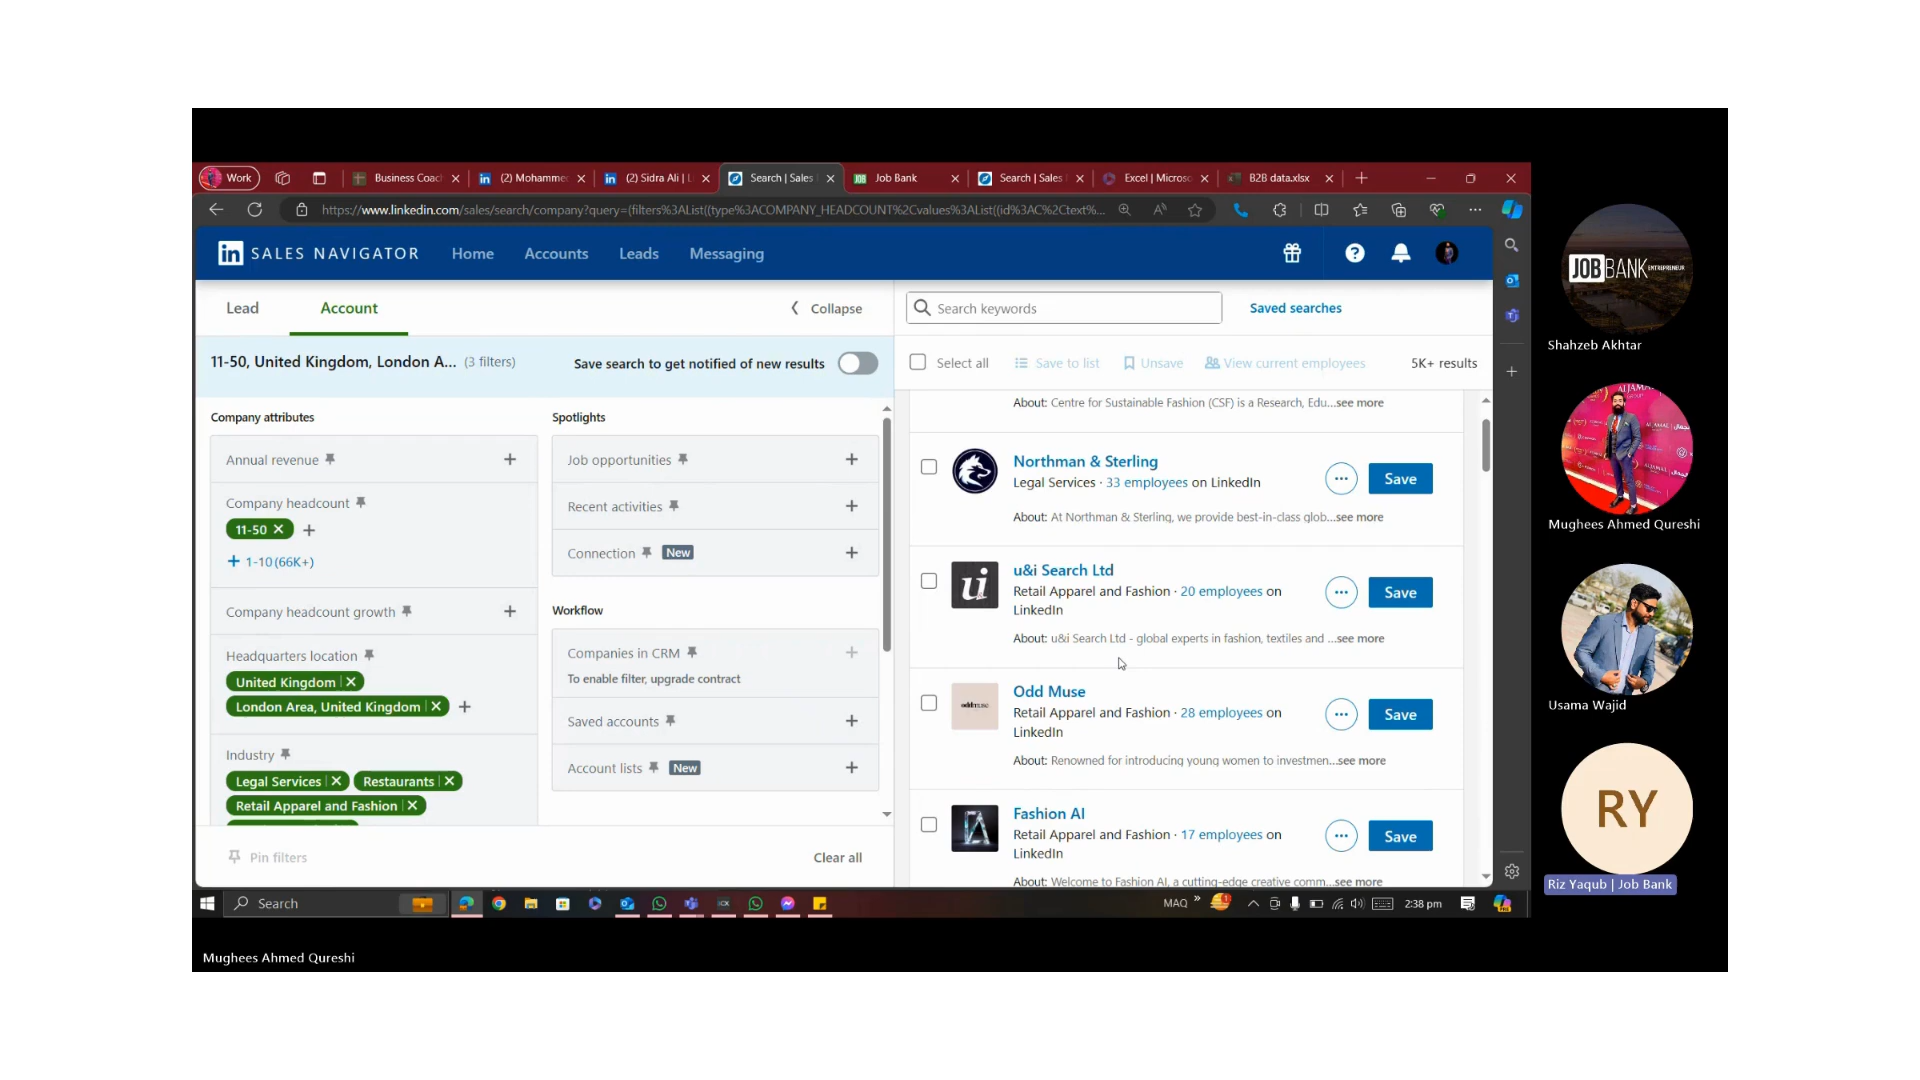 Work
Business Coac
(2) Mohamme
(2) Sidra Ali | L
Search | Sales
JOB Job Bank
Search | Sales
Excel | Microso
B2B data.xlsx
https://www.linkedin.com/sales/search/company?query=(filters%3AList((type%3ACOMPANY_HEADCOUNT%2Cvalues%3AList((id%3AC%2Ctext%...
in SALES NAVIGATOR
Home
Accounts
Leads
Messaging
Lead
Account
Collapse
Search keywords
Saved searches
11-50, United Kingdom, London A... (3 filters)
Save search to get notified of new results
Select all
Save to list
Unsave
View current employees
5K+ results
Company attributes
Annual revenue
Company headcount
11-50
+ 1-10 (66K+)
Company headcount growth
Headquarters location
United Kingdom
London Area, United Kingdom
Industry
Legal Services
Restaurants
Retail Apparel and Fashion
Pin filters
Clear all
Spotlights
Job opportunities
Recent activities
Connection New
Workflow
Companies in CRM
To enable filter, upgrade contract
Saved accounts
Account lists New
About: Centre for Sustainable Fashion (CSF) is a Research, Edu...see more
Northman & Sterling
Legal Services · 33 employees on LinkedIn
Save
About: At Northman & Sterling, we provide best-in-class glob...see more
ui
u&i Search Ltd
Retail Apparel and Fashion · 20 employees on
LinkedIn
Save
About: u&i Search Ltd - global experts in fashion, textiles and ...see more
oddmuse
Odd Muse
Retail Apparel and Fashion · 28 employees on
LinkedIn
Save
About: Renowned for introducing young women to investmen...see more
Fashion AI
Retail Apparel and Fashion · 17 employees on
LinkedIn
Save
About: Welcome to Fashion AI, a cutting-edge creative comm...see more
Search
MAQ
2:38 pm
Mughees Ahmed Qureshi
JOB BANK ENTREPRENEUR
Shahzeb Akhtar
Mughees Ahmed Qureshi
Usama Wajid
RY
Riz Yaqub | Job Bank